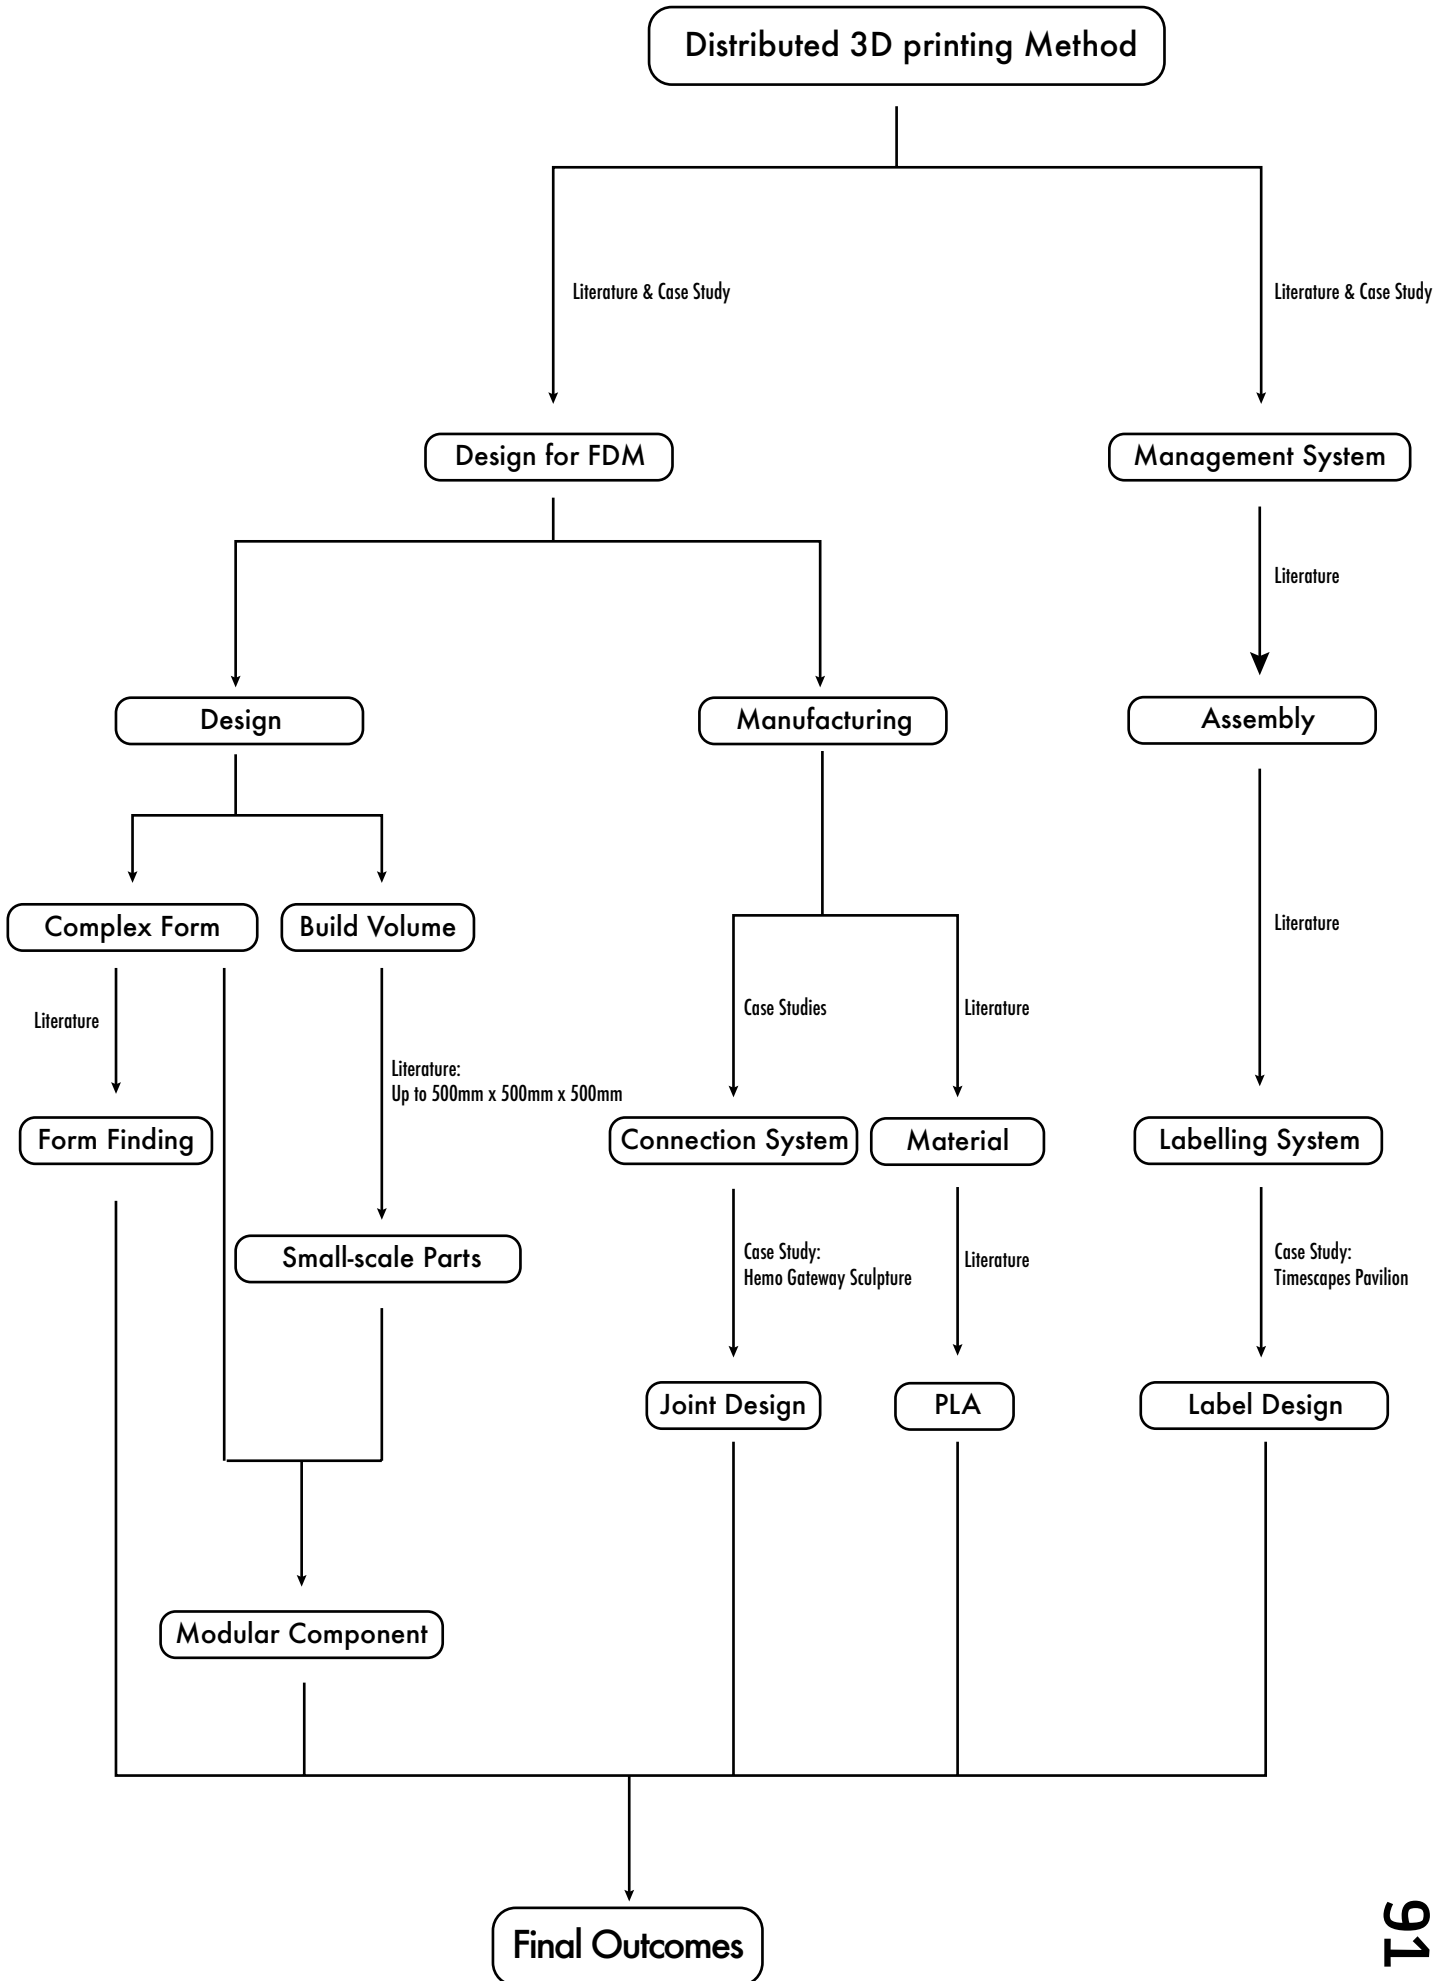 Distributed 3D printing Method
Literature & Case Study
Literature & Case Study
Design for FDM
Management System
Literature
Design
Manufacturing
Assembly
Complex Form
Build Volume
Literature
Case Studies
Literature
Literature
Literature:
Up to 500mm x 500mm x 500mm
Form Finding
Connection System
Material
Labelling System
Small-scale Parts
Case Study:
Hemo Gateway Sculpture
Literature
Case Study:
Timescapes Pavilion
Joint Design
PLA
Label Design
Modular Component
Final Outcomes
91